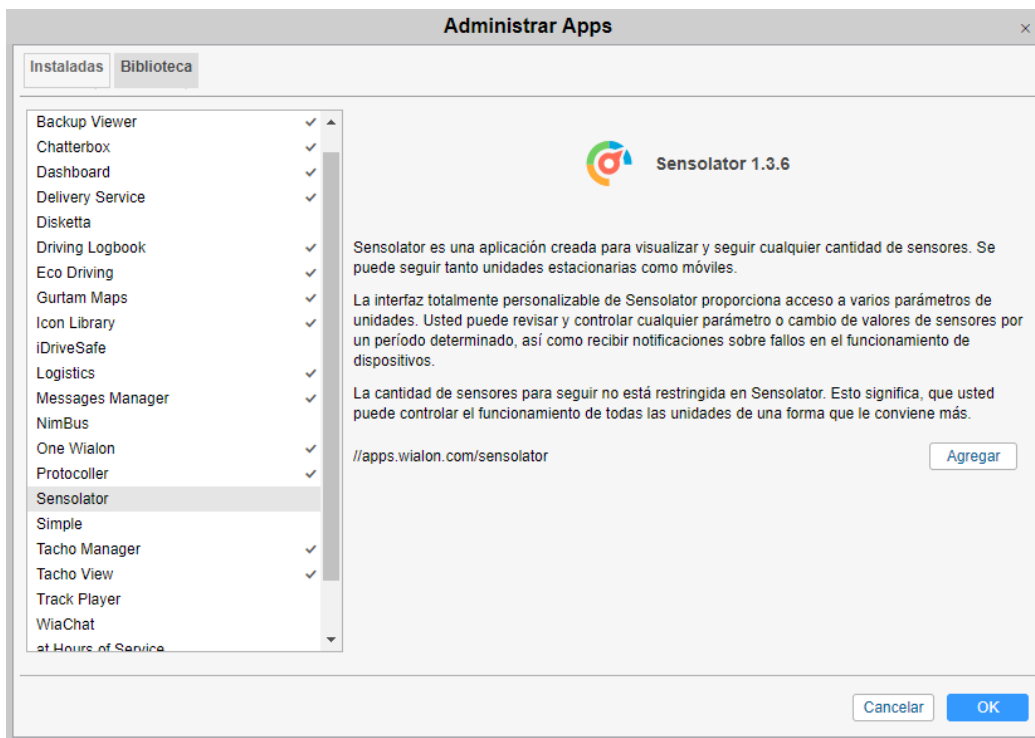 Administrar Apps
×
Instaladas
Biblioteca
Backup Viewer
Chatterbox
Dashboard
Delivery Service
Disketta
Driving Logbook
Eco Driving
Gurtam Maps
Icon Library
iDriveSafe
Logistics
Messages Manager
NimBus
One Wialon
Protocoller
Sensolator
Simple
Tacho Manager
Tacho View
Track Player
WiaChat
at Hours of Service
Sensolator 1.3.6
Sensolator es una aplicación creada para visualizar y seguir cualquier cantidad de sensores. Se
puede seguir tanto unidades estacionarias como móviles.
La interfaz totalmente personalizable de Sensolator proporciona acceso a varios parámetros de
unidades. Usted puede revisar y controlar cualquier parámetro o cambio de valores de sensores por
un período determinado, así como recibir notificaciones sobre fallos en el funcionamiento de
dispositivos.
La cantidad de sensores para seguir no está restringida en Sensolator. Esto significa, que usted
puede controlar el funcionamiento de todas las unidades de una forma que le conviene más.
//apps.wialon.com/sensolator
Agregar
Cancelar
OK